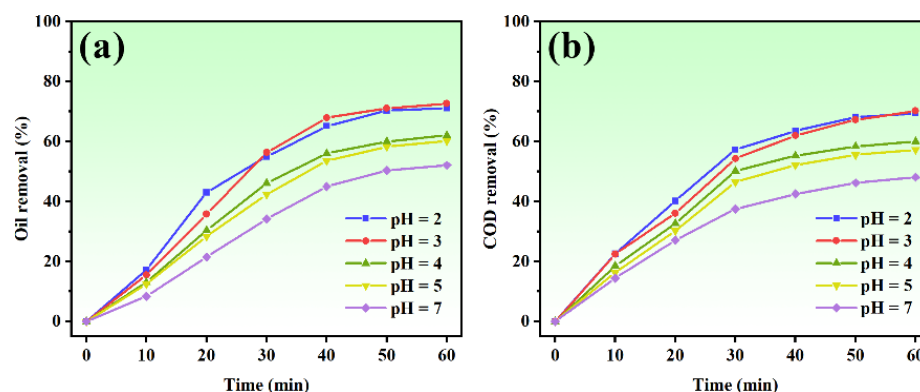 (a)
Oil removal (%)
100
80
60
40
20
0
0 10 20 30 40 50 60
Time (min)
pH = 2
pH = 3
pH = 4
pH = 5
pH = 7
(b)
COD removal (%)
100
80
60
40
20
0
0 10 20 30 40 50 60
Time (min)
pH = 2
pH = 3
pH = 4
pH = 5
pH = 7